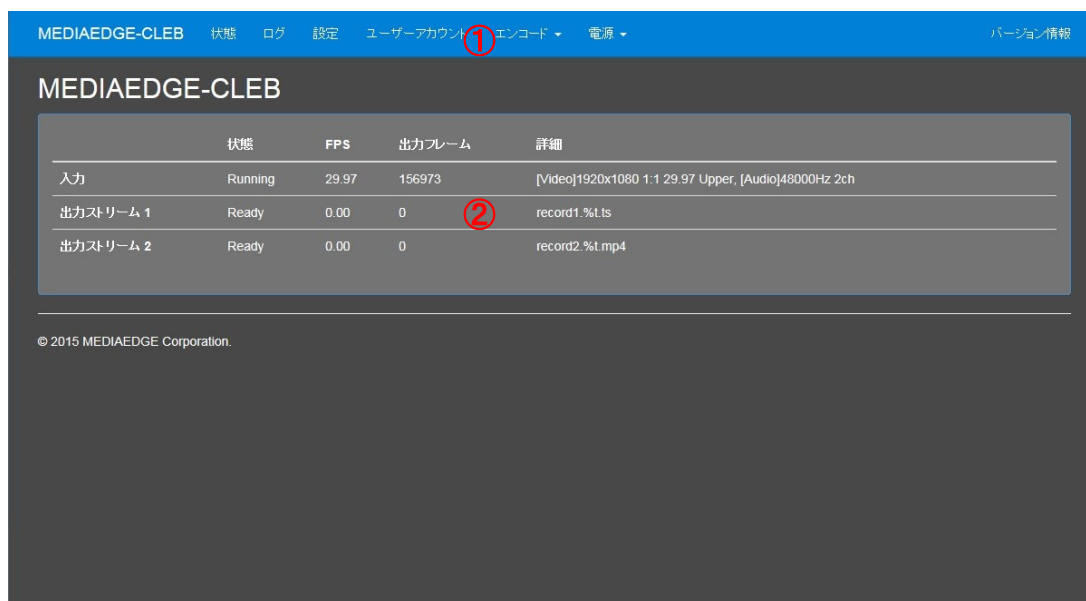 MEDIAEDGE-CLEB 状態 ログ 設定 ユーザーアカウント ① エンコード 電源 バージョン情報
MEDIAEDGE-CLEB
状態 FPS 出力フレーム 詳細
入力 Running 29.97 156973 [Video]1920x1080 1:1 29.97 Upper, [Audio]48000Hz 2ch
出力ストリーム 1 Ready 0.00 0 ② record1.%t.ts
出力ストリーム 2 Ready 0.00 0 record2.%t.mp4
© 2015 MEDIAEDGE Corporation.